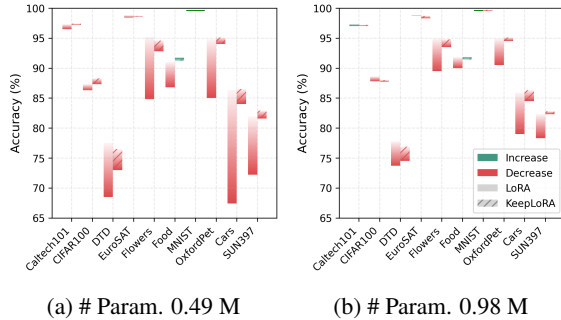 Accuracy (%)
100
95
90
85
80
75
70
65
Caltech101
CIFAR100
DTD
EuroSAT
Flowers
Food
MNIST
OxfordPet
Cars
SUN397
(a) # Param. 0.49 M
Accuracy (%)
100
95
90
85
80
75
70
65
Increase
Decrease
LoRA
KeepLoRA
Caltech101
CIFAR100
DTD
EuroSAT
Flowers
Food
MNIST
OxfordPet
Cars
SUN397
(b) # Param. 0.98 M